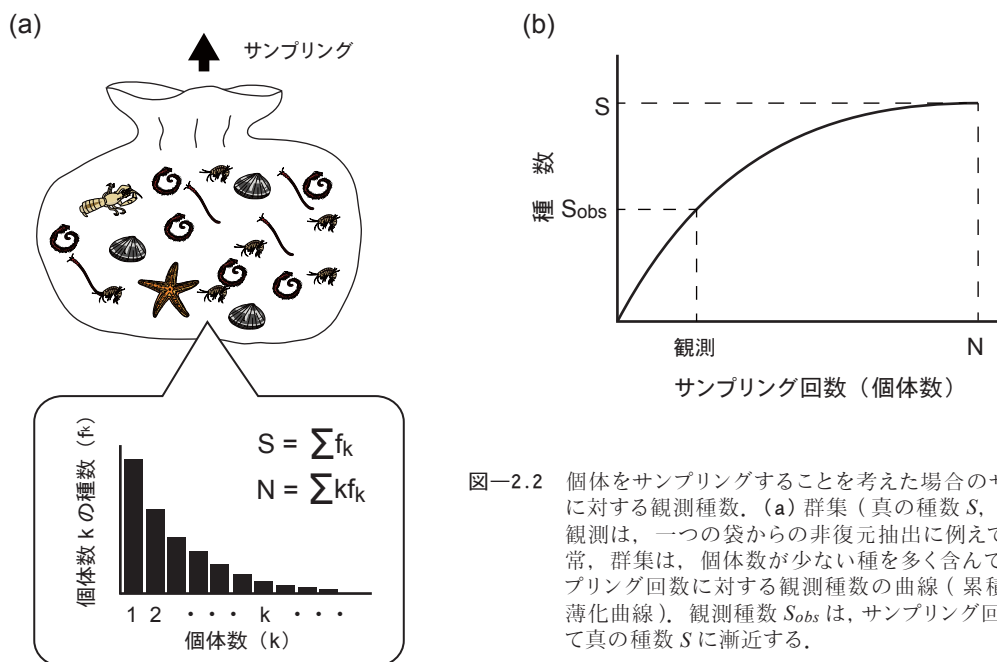 (a)
サンプリング
個体数 k の種数 (fk)
S = ∑fk
N = ∑kfk
1 2 ・ ・ ・ k ・ ・ ・
個体数 (k)
(b)
種 数
S
Sobs
観測
N
サンプリング回数（個体数）
図—2.2 個体をサンプリングすることを考えた場合のサ
に対する観測種数．(a) 群集 ( 真の種数 S，
観測は，一つの袋からの非復元抽出に例えて
常，群集は，個体数が少ない種を多く含んで
プリング回数に対する観測種数の曲線 ( 累種
薄化曲線 )．観測種数 Sobs は，サンプリング回
て真の種数 S に漸近する．